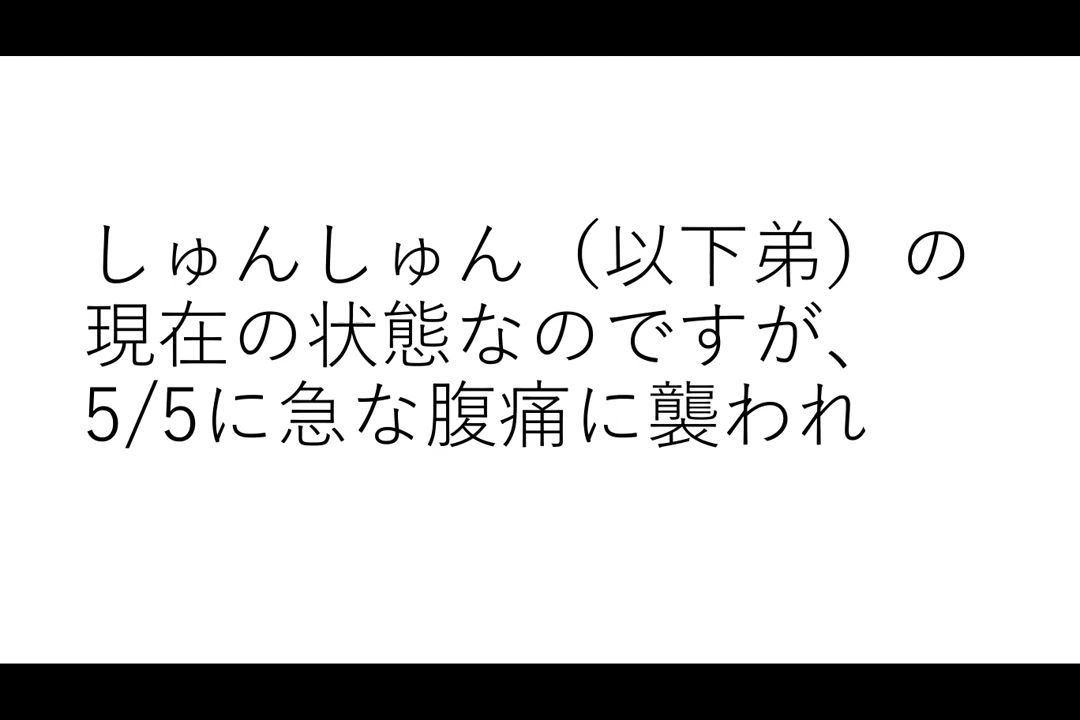 しゅんしゅん（以下弟）の
現在の状態なのですが、
5/5に急な腹痛に襲われ